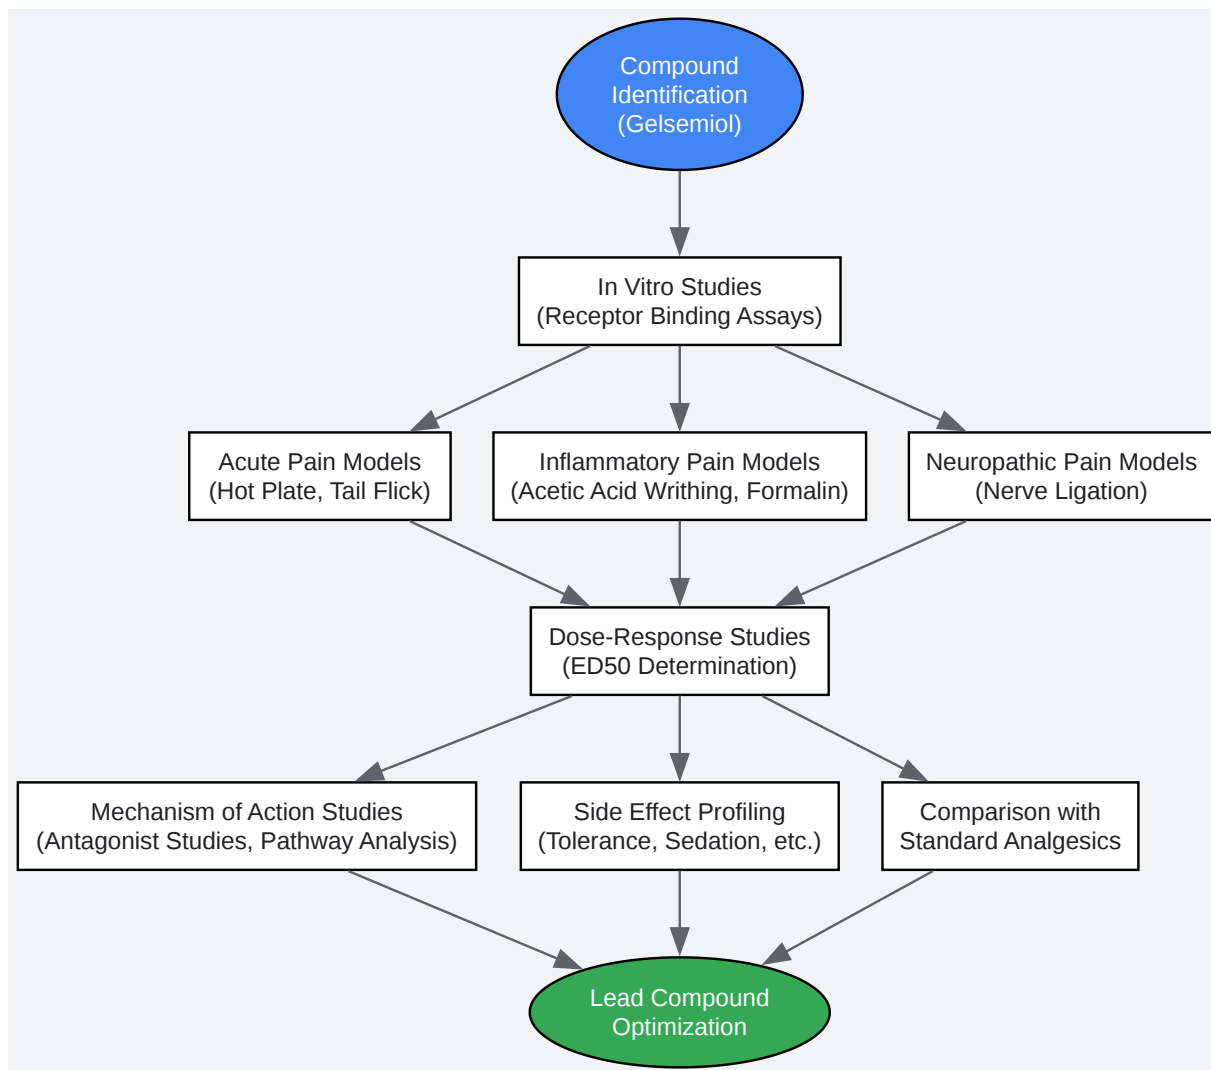 Compound
Identification
(Gelsemiol)
In Vitro Studies
(Receptor Binding Assays)
Acute Pain Models
(Hot Plate, Tail Flick)
Inflammatory Pain Models
(Acetic Acid Writhing, Formalin)
Neuropathic Pain Models
(Nerve Ligation)
Dose-Response Studies
(ED50 Determination)
Mechanism of Action Studies
(Antagonist Studies, Pathway Analysis)
Side Effect Profiling
(Tolerance, Sedation, etc.)
Comparison with
Standard Analgesics
Lead Compound
Optimization